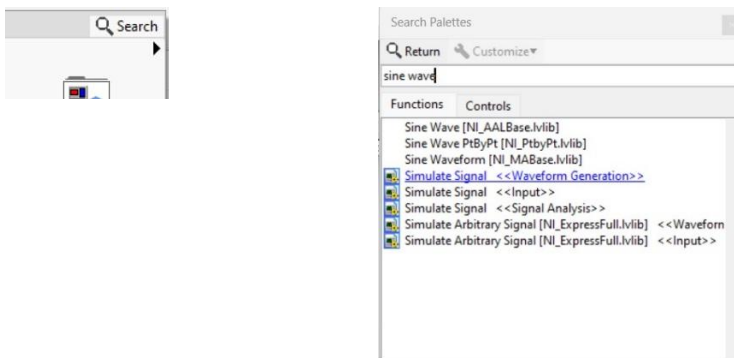 Search
Search Palettes
Return Customize
sine wave
Functions Controls
Sine Wave [NI_AALBase.lvlib]
Sine Wave PtByPt [NI_PtbyPt.lvlib]
Sine Waveform [NI_MABase.lvlib]
Simulate Signal <<Waveform Generation>>
Simulate Signal <<Input>>
Simulate Signal <<Signal Analysis>>
Simulate Arbitrary Signal [NI_ExpressFull.lvlib] <<Waveforn
Simulate Arbitrary Signal [NI_ExpressFull.lvlib] <<Input>>